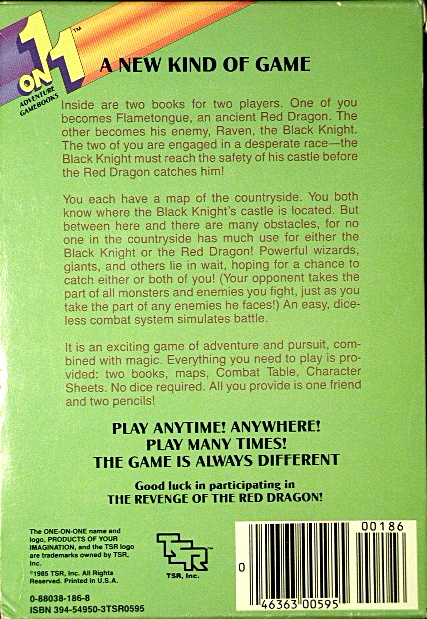 1 ON 1™
ADVENTURE
GAMEBOOKS
A NEW KIND OF GAME
Inside are two books for two players. One of you
becomes Flametongue, an ancient Red Dragon. The
other becomes his enemy, Raven, the Black Knight.
The two of you are engaged in a desperate race—the
Black Knight must reach the safety of his castle before
the Red Dragon catches him!
You each have a map of the countryside. You both
know where the Black Knight's castle is located. But
between here and there are many obstacles, for no
one in the countryside has much use for either the
Black Knight or the Red Dragon! Powerful wizards,
giants, and others lie in wait, hoping for a chance to
catch either or both of you! (Your opponent takes the
part of all monsters and enemies you fight, just as you
take the part of any enemies he faces!) An easy, dice-
less combat system simulates battle.
It is an exciting game of adventure and pursuit, com-
bined with magic. Everything you need to play is pro-
vided: two books, maps, Combat Table, Character
Sheets. No dice required. All you provide is one friend
and two pencils!
PLAY ANYTIME! ANYWHERE!
PLAY MANY TIMES!
THE GAME IS ALWAYS DIFFERENT
Good luck in participating in
THE REVENGE OF THE RED DRAGON!
The ONE-ON-ONE name and
logo, PRODUCTS OF YOUR
IMAGINATION, and the TSR logo
are trademarks owned by TSR,
Inc.
©1985 TSR, Inc. All Rights
Reserved. Printed in U.S.A.
0-88038-186-8
ISBN 394-54950-3TSR0595
TSR™
TSR, Inc.
00186
0
46363 00595